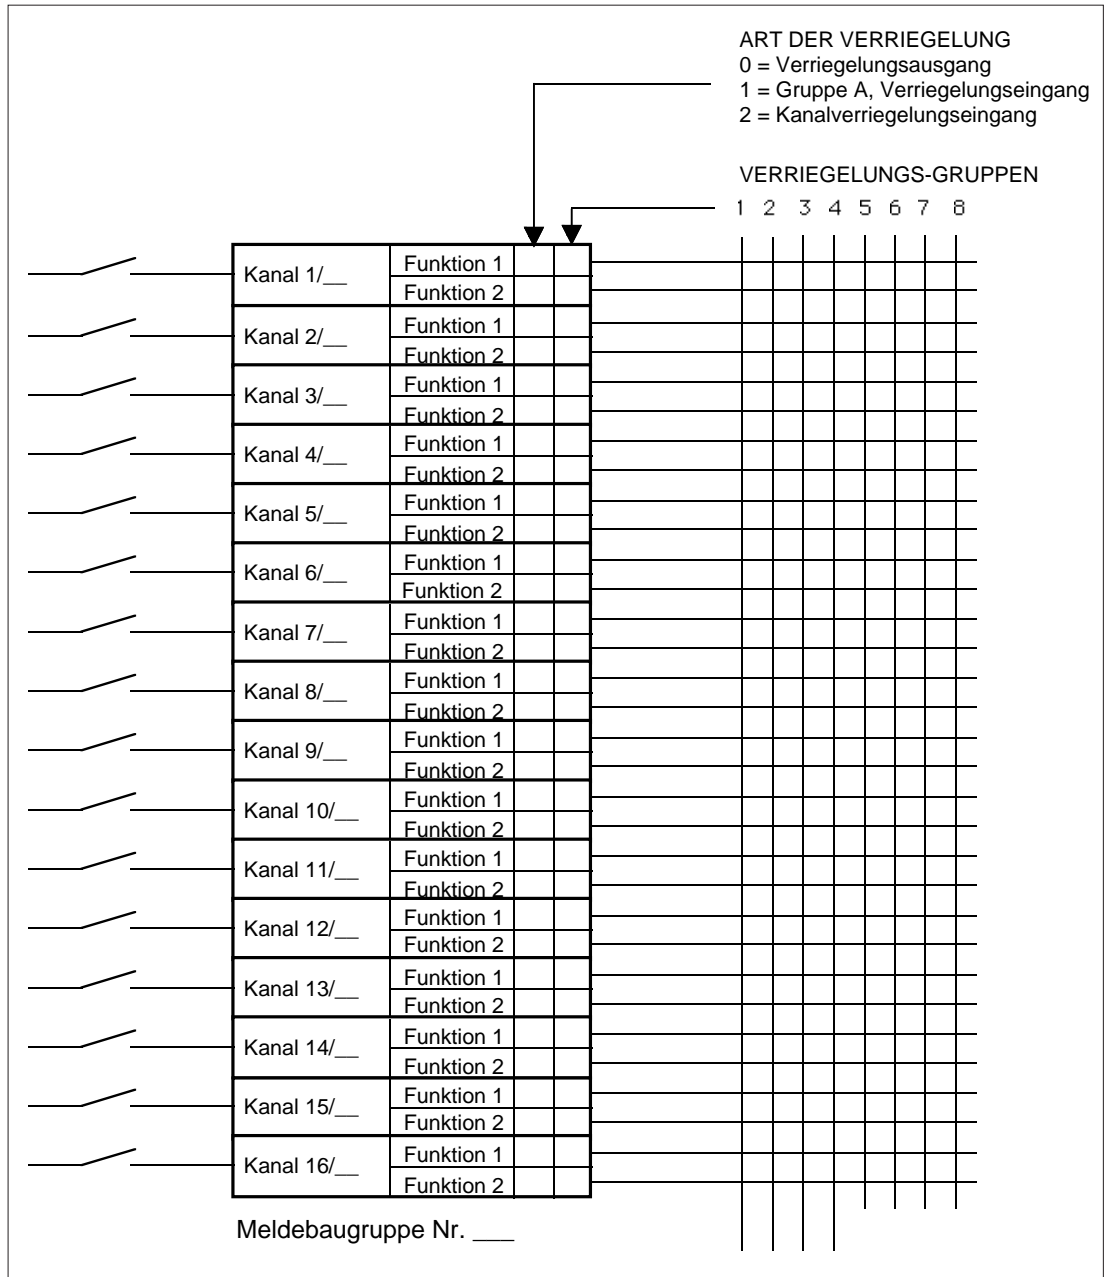 ART DER VERRIEGELUNG
0 = Verriegelungsausgang
1 = Gruppe A, Verriegelungseingang
2 = Kanalverriegelungseingang
VERRIEGELUNGS-GRUPPEN
1 2 3 4 5 6 7 8
Kanal 1/__
Funktion 1
Funktion 2
Kanal 2/__
Funktion 1
Funktion 2
Kanal 3/__
Funktion 1
Funktion 2
Kanal 4/__
Funktion 1
Funktion 2
Kanal 5/__
Funktion 1
Funktion 2
Kanal 6/__
Funktion 1
Funktion 2
Kanal 7/__
Funktion 1
Funktion 2
Kanal 8/__
Funktion 1
Funktion 2
Kanal 9/__
Funktion 1
Funktion 2
Kanal 10/__
Funktion 1
Funktion 2
Kanal 11/__
Funktion 1
Funktion 2
Kanal 12/__
Funktion 1
Funktion 2
Kanal 13/__
Funktion 1
Funktion 2
Kanal 14/__
Funktion 1
Funktion 2
Kanal 15/__
Funktion 1
Funktion 2
Kanal 16/__
Funktion 1
Funktion 2
Meldebaugruppe Nr. ___